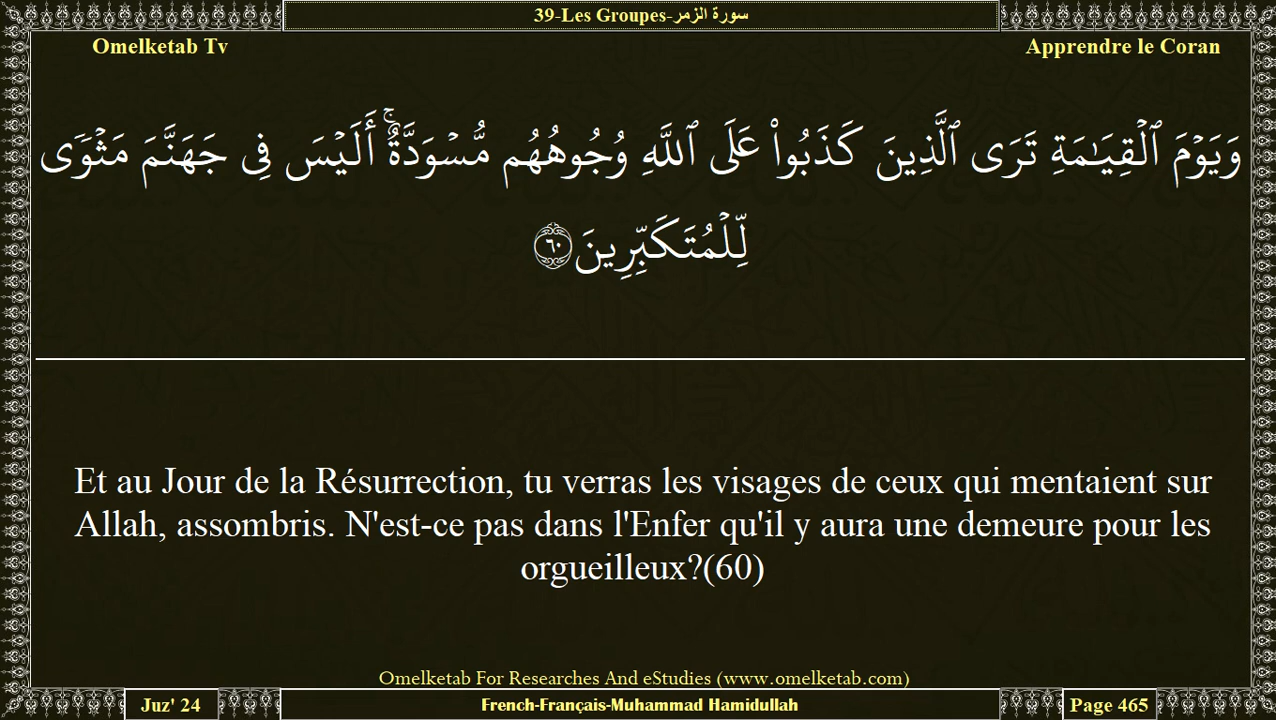 39-Les Groupes-سورة الزمر
Omelketab Tv
Apprendre le Coran
وَيَوۡمَ ٱلۡقِيَٰمَةِ تَرَى ٱلَّذِينَ كَذَبُواْ عَلَى ٱللَّهِ وُجُوهُهُم مُّسۡوَدَّةٌۚ أَلَيۡسَ فِي جَهَنَّمَ مَثۡوٗى
لِّلۡمُتَكَبِّرِينَ ٦٠
Et au Jour de la Résurrection, tu verras les visages de ceux qui mentaient sur
Allah, assombris. N'est-ce pas dans l'Enfer qu'il y aura une demeure pour les
orgueilleux?(60)
Omelketab For Researches And eStudies (www.omelketab.com)
Juz' 24
French-Français-Muhammad Hamidullah
Page 465